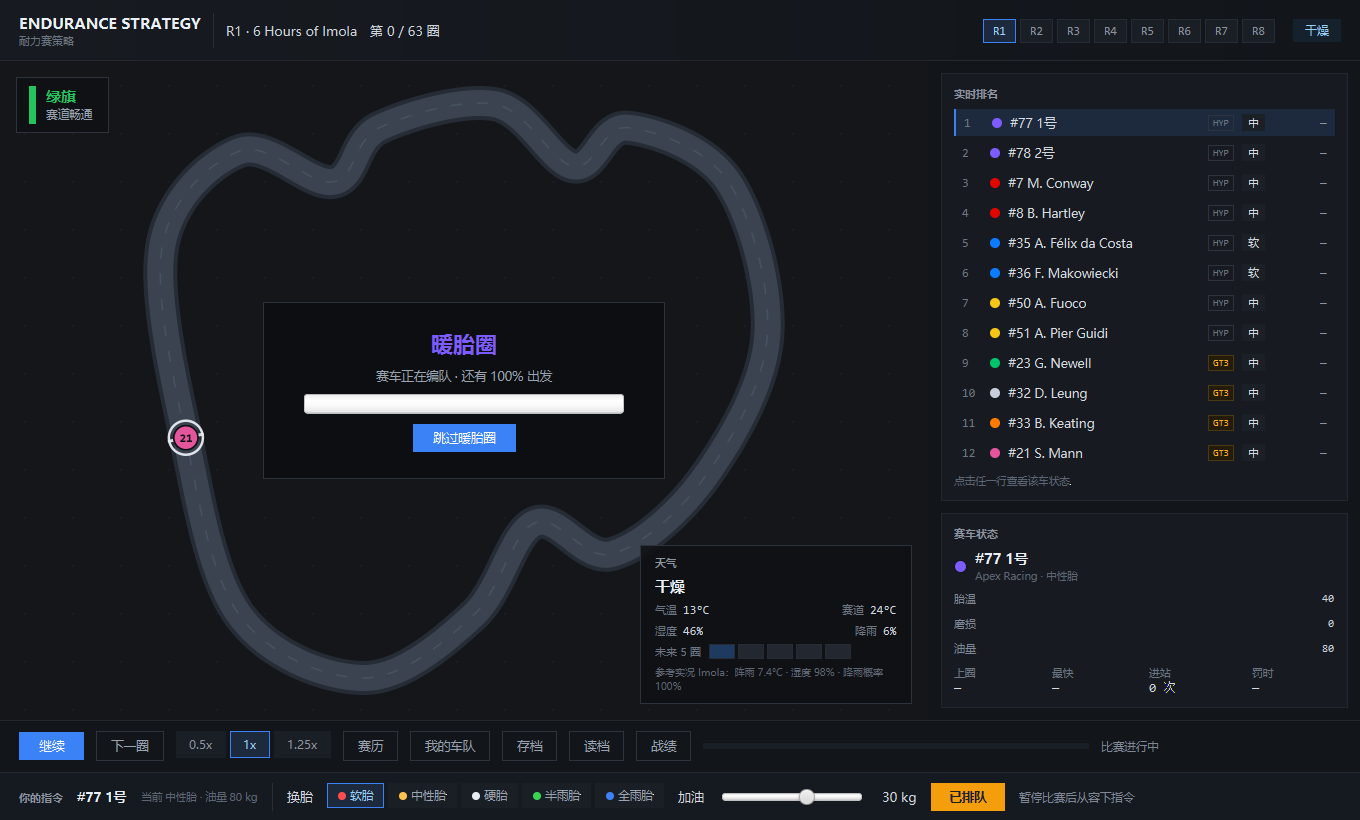 ENDURANCE STRATEGY
耐力赛策略
R1 · 6 Hours of Imola 第 0 / 63 圈
R1 R2 R3 R4 R5 R6 R7 R8 干燥
绿旗
赛道畅通
暖胎圈
赛车正在编队 · 还有 100% 出发
跳过暖胎圈
21
天气
干燥
气温 13°C 赛道 24°C
湿度 46% 降雨 6%
未来 5 圈
参考实况 Imola：阵雨 7.4°C · 湿度 98% · 降雨概率
100%
实时排名
1 #77 1号 HYP 中 –
2 #78 2号 HYP 中 –
3 #7 M. Conway HYP 中 –
4 #8 B. Hartley HYP 中 –
5 #35 A. Félix da Costa HYP 软 –
6 #36 F. Makowiecki HYP 软 –
7 #50 A. Fuoco HYP 中 –
8 #51 A. Pier Guidi HYP 中 –
9 #23 G. Newell GT3 中 –
10 #32 D. Leung GT3 中 –
11 #33 B. Keating GT3 中 –
12 #21 S. Mann GT3 中 –
点击任一行查看该车状态.
赛车状态
#77 1号
Apex Racing · 中性胎
胎温 40
磨损 0
油量 80
上圈 最快 进站 罚时
– – 0 次 –
继续 下一圈 0.5x 1x 1.25x 赛历 我的车队 存档 读档 战绩 比赛进行中
你的指令 #77 1号 当前 中性胎 · 油量 80 kg 换胎 软胎 中性胎 硬胎 半雨胎 全雨胎 加油 30 kg 已排队 暂停比赛后从容下指令